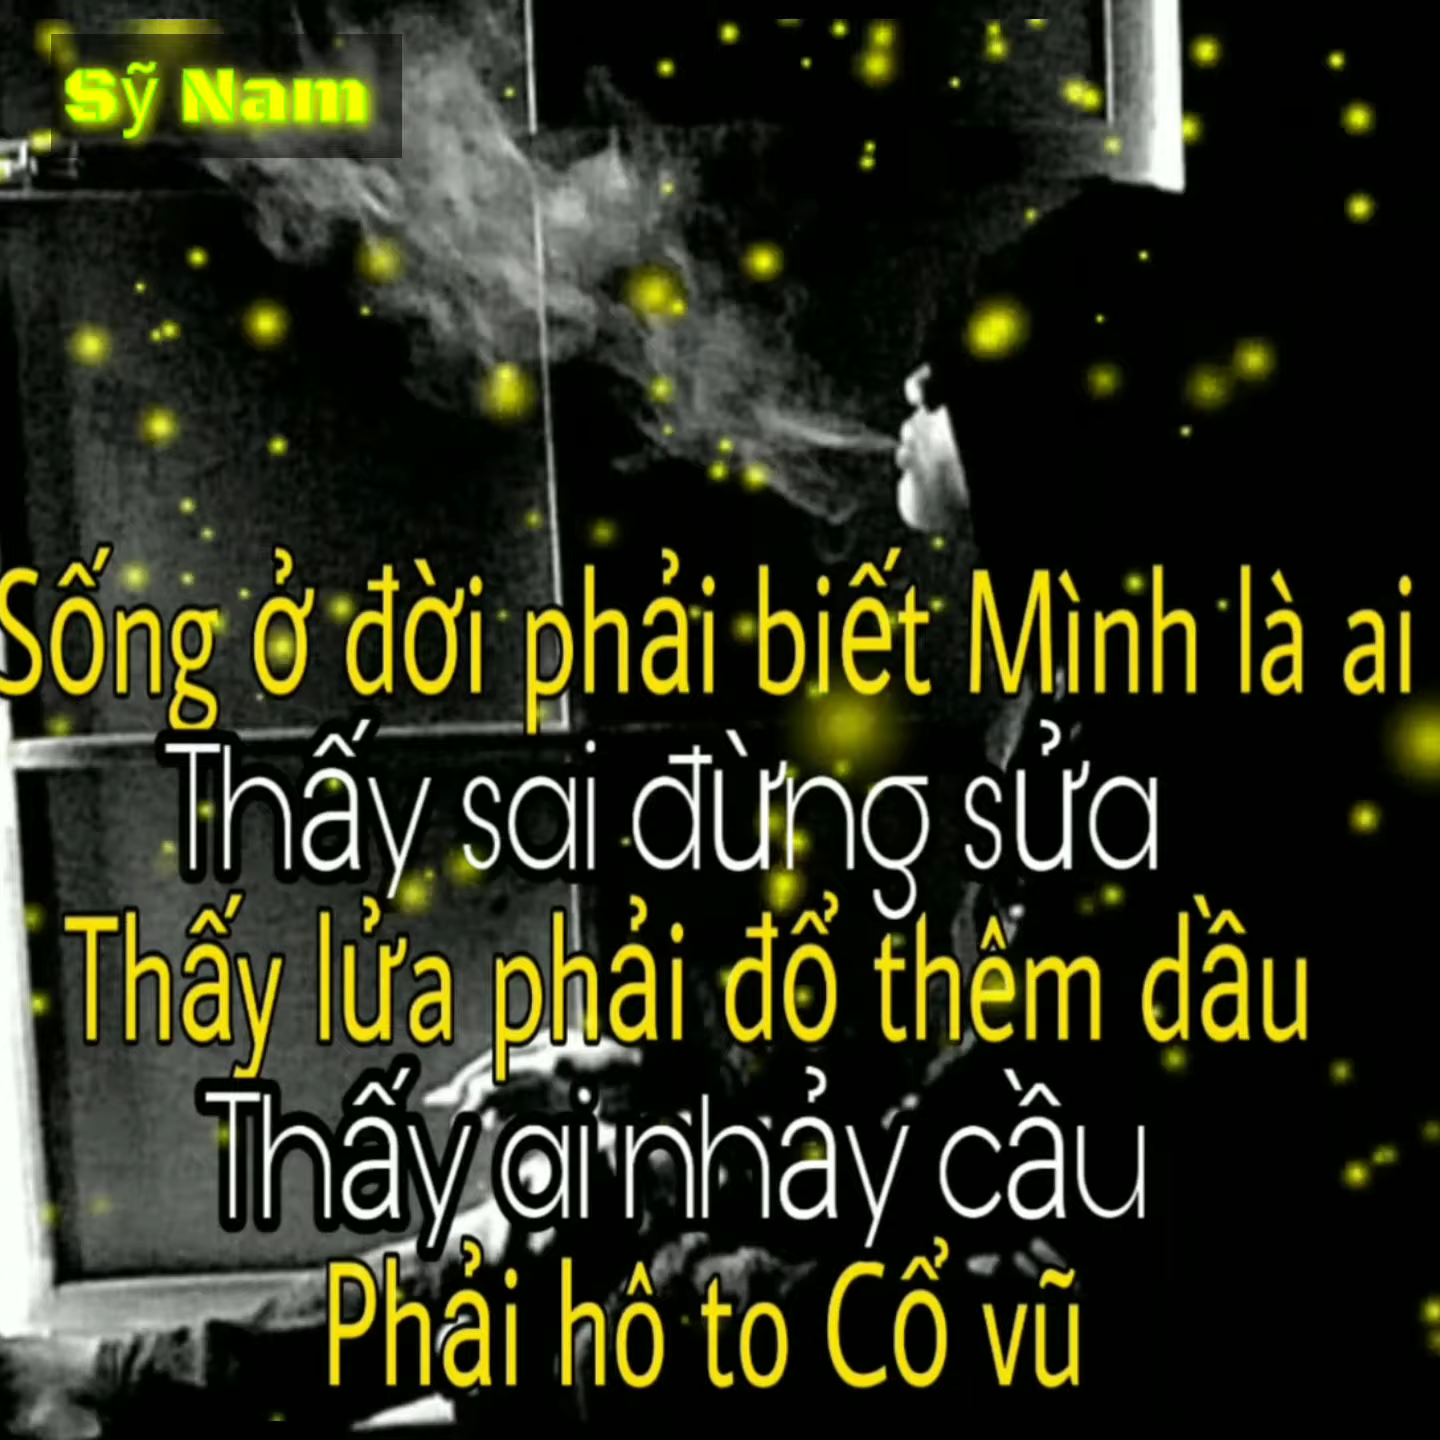 Sỹ Nam
Sống ở đời phải biết Mình là ai
Thấy sai đừng sửa
Thấy lửa phải đổ thêm dầu
Thấy ai nhảy cầu
Phải hô to Cổ vũ